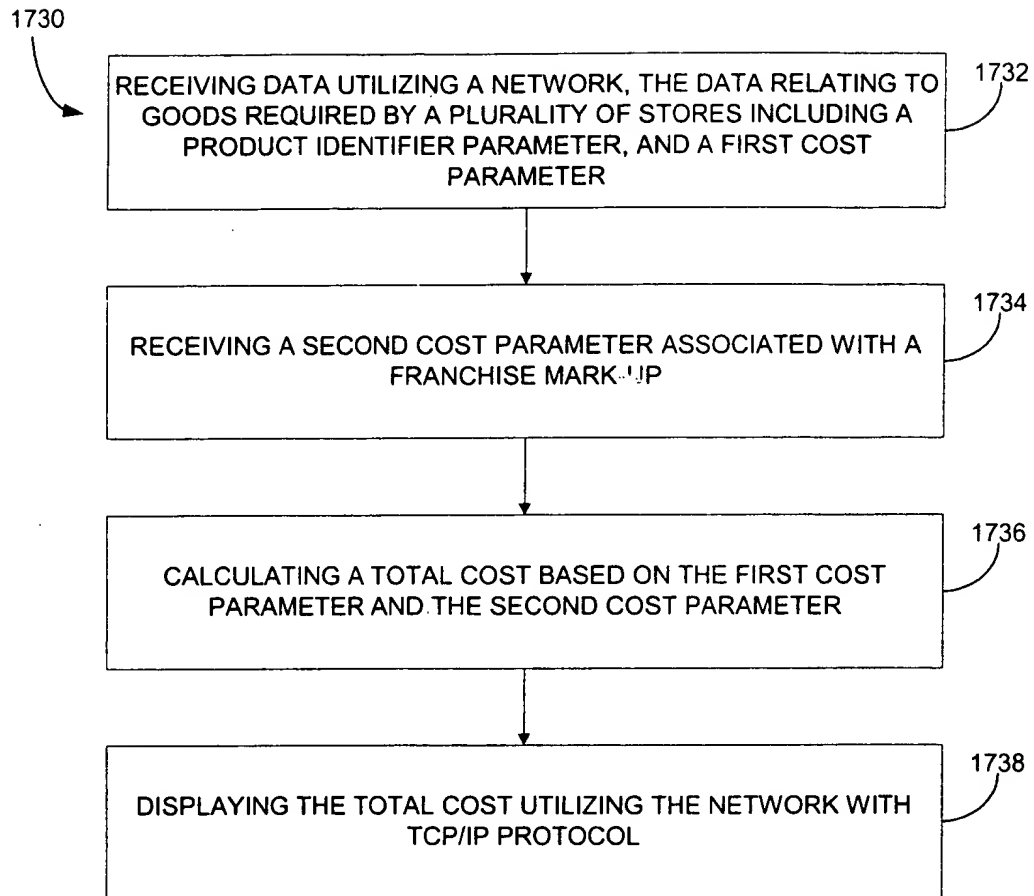 1730
RECEIVING DATA UTILIZING A NETWORK, THE DATA RELATING TO
GOODS REQUIRED BY A PLURALITY OF STORES INCLUDING A
PRODUCT IDENTIFIER PARAMETER, AND A FIRST COST
PARAMETER
1732
RECEIVING A SECOND COST PARAMETER ASSOCIATED WITH A
FRANCHISE MARK-UP
1734
CALCULATING A TOTAL COST BASED ON THE FIRST COST
PARAMETER AND THE SECOND COST PARAMETER
1736
DISPLAYING THE TOTAL COST UTILIZING THE NETWORK WITH
TCP/IP PROTOCOL
1738